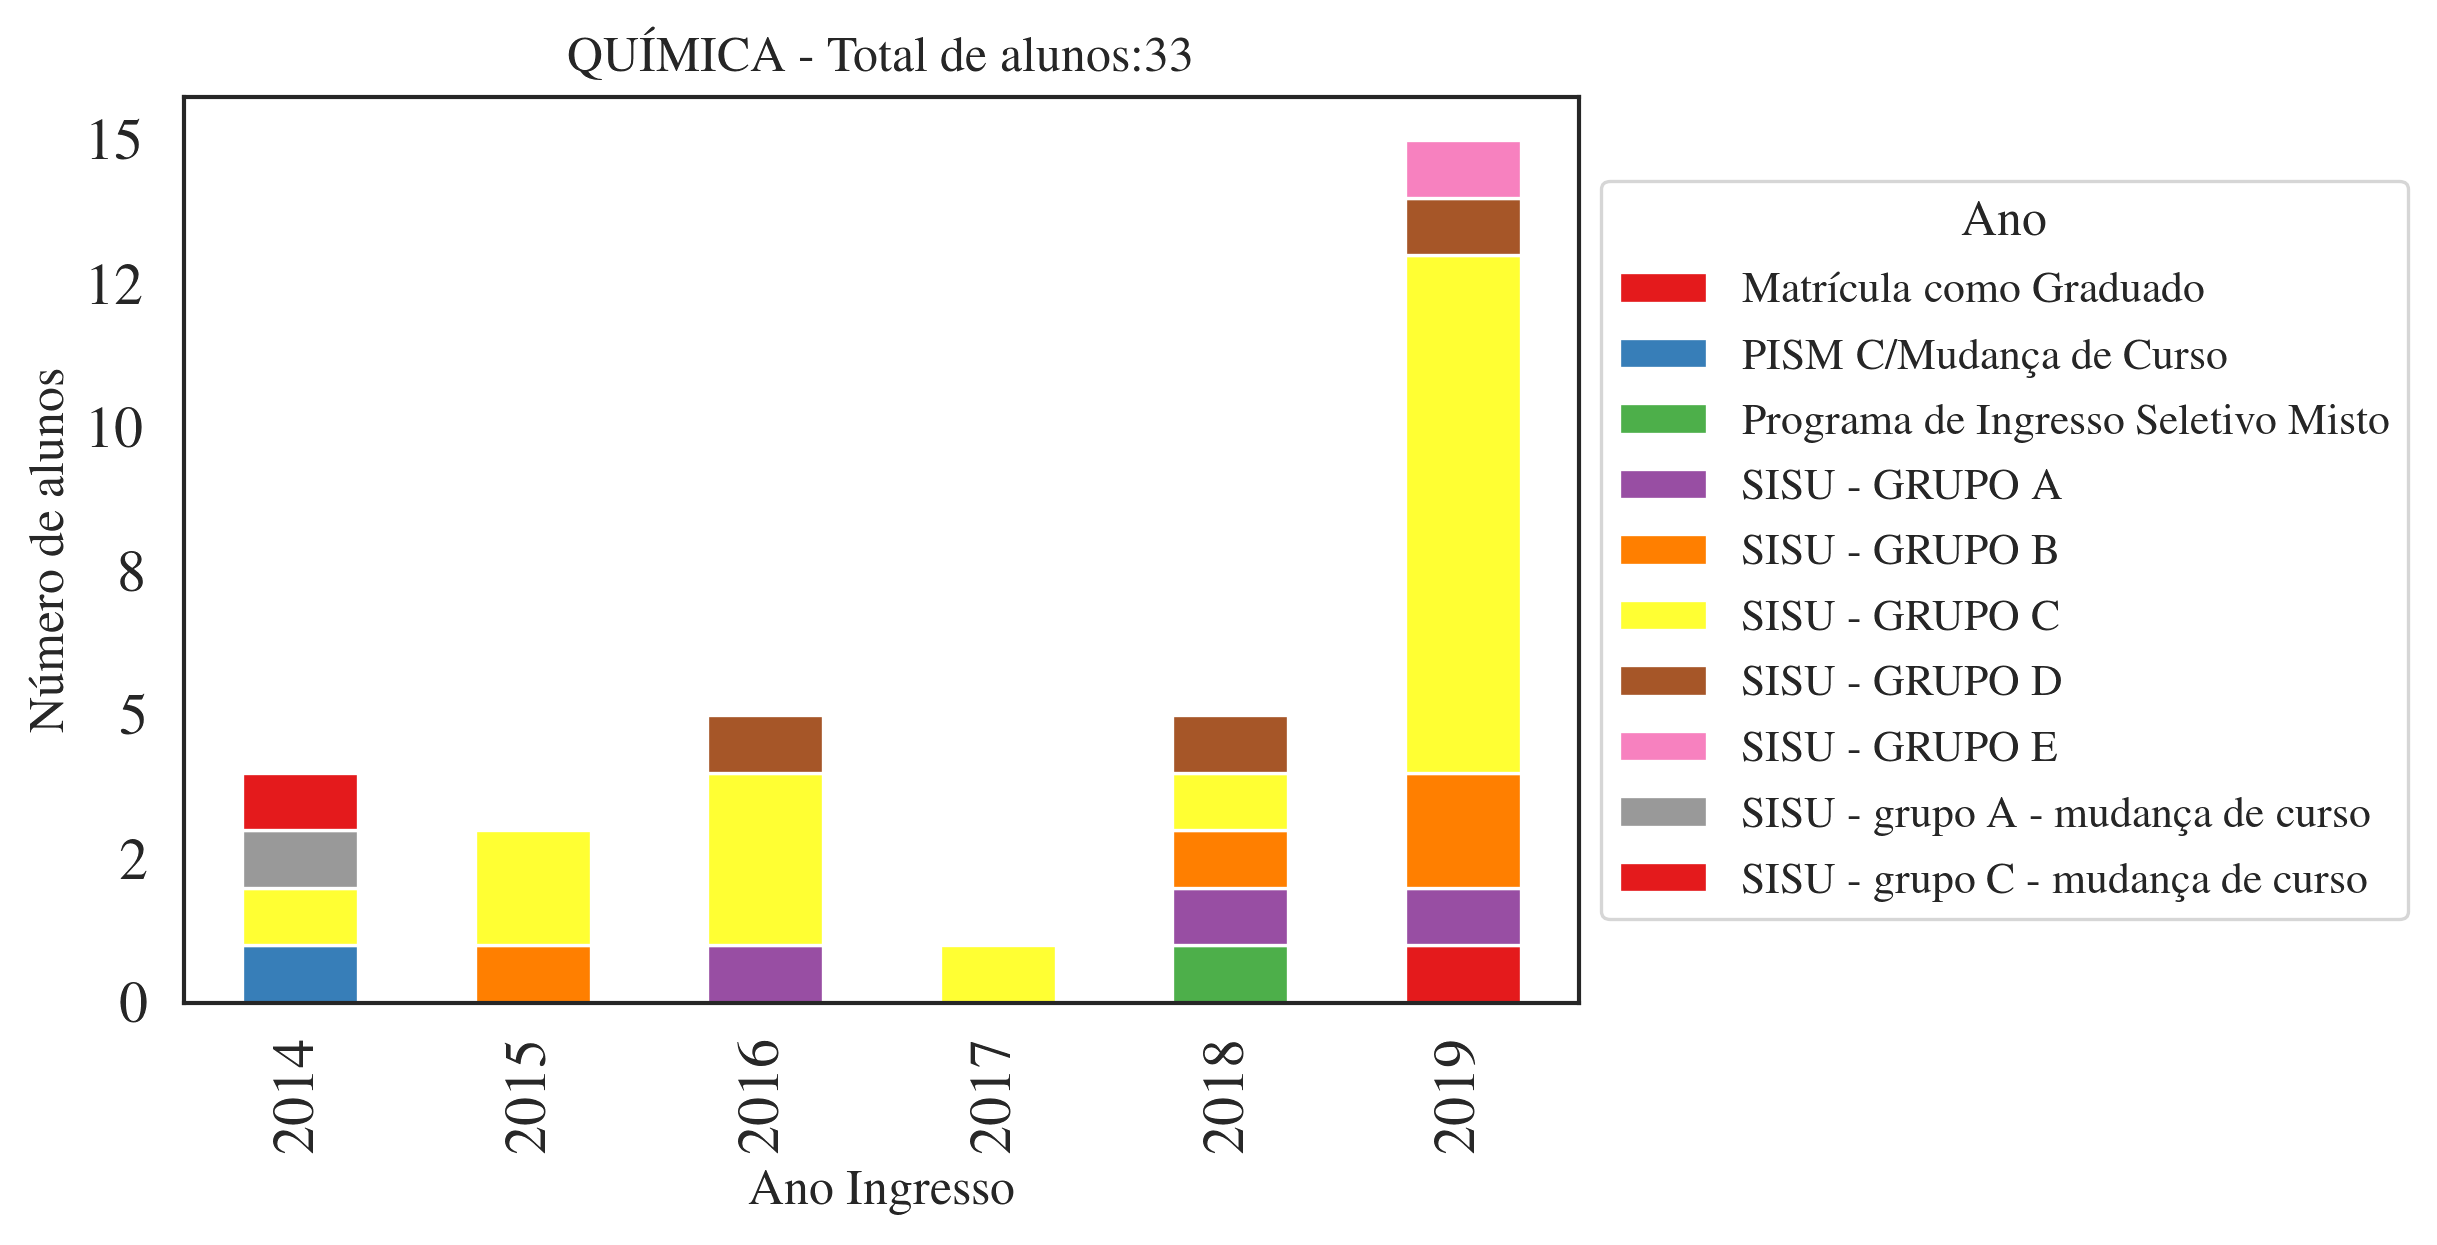 QUÍMICA - Total de alunos:33
Número de alunos
15
12
10
8
5
2
0
2014
2015
2016
2017
2018
2019
Ano Ingresso
Ano
Matrícula como Graduado
PISM C/Mudança de Curso
Programa de Ingresso Seletivo Misto
SISU - GRUPO A
SISU - GRUPO B
SISU - GRUPO C
SISU - GRUPO D
SISU - GRUPO E
SISU - grupo A - mudança de curso
SISU - grupo C - mudança de curso